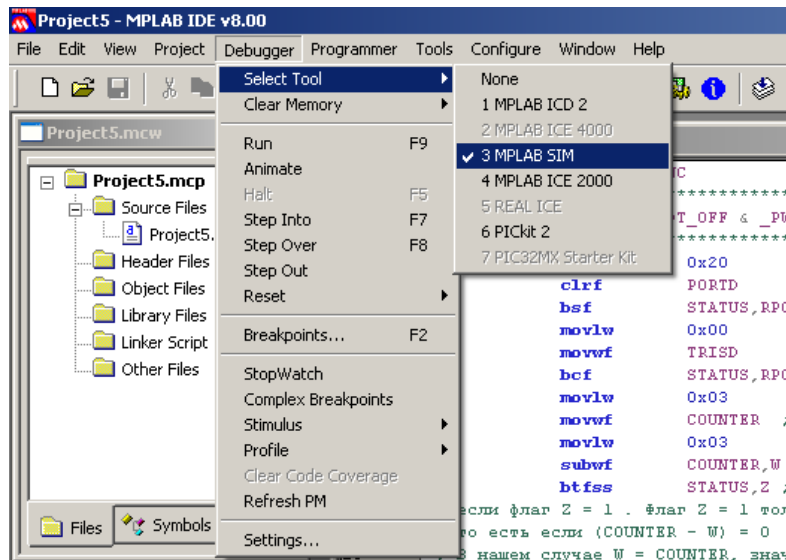 Project5 - MPLAB IDE v8.00
File Edit View Project Debugger Programmer Tools Configure Window Help
Select Tool
Clear Memory
Run F9
Animate
Halt F5
Step Into F7
Step Over F8
Step Out
Reset
Breakpoints... F2
StopWatch
Complex Breakpoints
Stimulus
Profile
Clear Code Coverage
Refresh PM
Settings...
None
1 MPLAB ICD 2
2 MPLAB ICE 4000
3 MPLAB SIM
4 MPLAB ICE 2000
5 REAL ICE
6 PICkit 2
7 PIC32MX Starter Kit
Project5.mcw
Project5.mcp
Source Files
Project5.
Header Files
Object Files
Library Files
Linker Script
Other Files
Files Symbols
***********
T_OFF & _PW
***********
0x20
clrf PORTD
bsf STATUS,RP0
movlw 0x00
movwf TRISD
bcf STATUS,RP0
movlw 0x03
movwf COUNTER ;
movlw 0x03
subwf COUNTER,W
btfss STATUS,Z ;
если флаг Z = 1 . Флаг Z = 1 тол
то есть если (COUNTER - W) = 0
В нашем случае W = COUNTER, знач